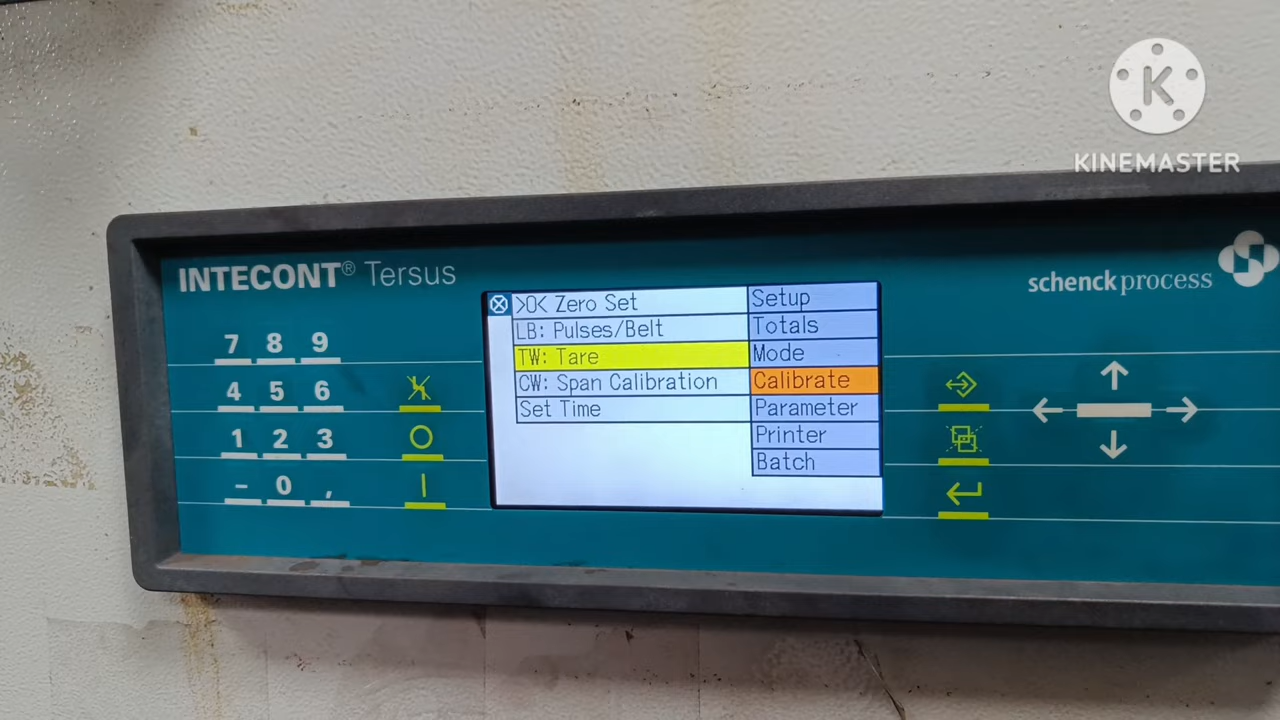 KINEMASTER
INTECONT® Tersus
schenck process
7 8 9
4 5 6
1 2 3
- 0 ,
>0< Zero Set
LB: Pulses/Belt
TW: Tare
CW: Span Calibration
Set Time
Setup
Totals
Mode
Calibrate
Parameter
Printer
Batch